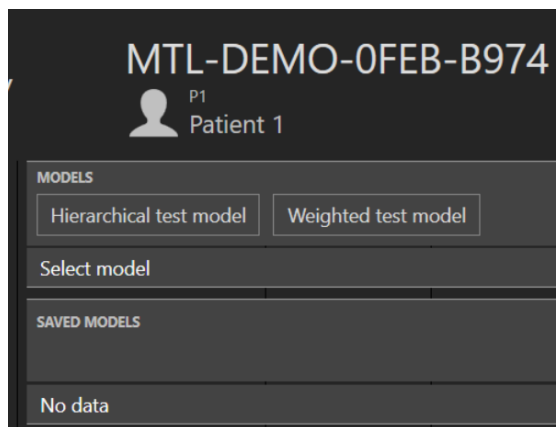 MTL-DEMO-0FEB-B974
P1
Patient 1
MODELS
Hierarchical test model Weighted test model
Select model
SAVED MODELS
No data